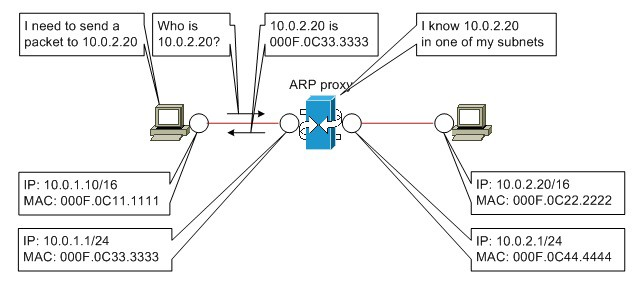 I need to send a
packet to 10.0.2.20
Who is
10.0.2.20?
10.0.2.20 is
000F.0C33.3333
I know 10.0.2.20
in one of my subnets
ARP proxy
IP: 10.0.1.10/16
MAC: 000F.0C11.1111
IP: 10.0.2.20/16
MAC: 000F.0C22.2222
IP: 10.0.1.1/24
MAC: 000F.0C33.3333
IP: 10.0.2.1/24
MAC: 000F.0C44.4444